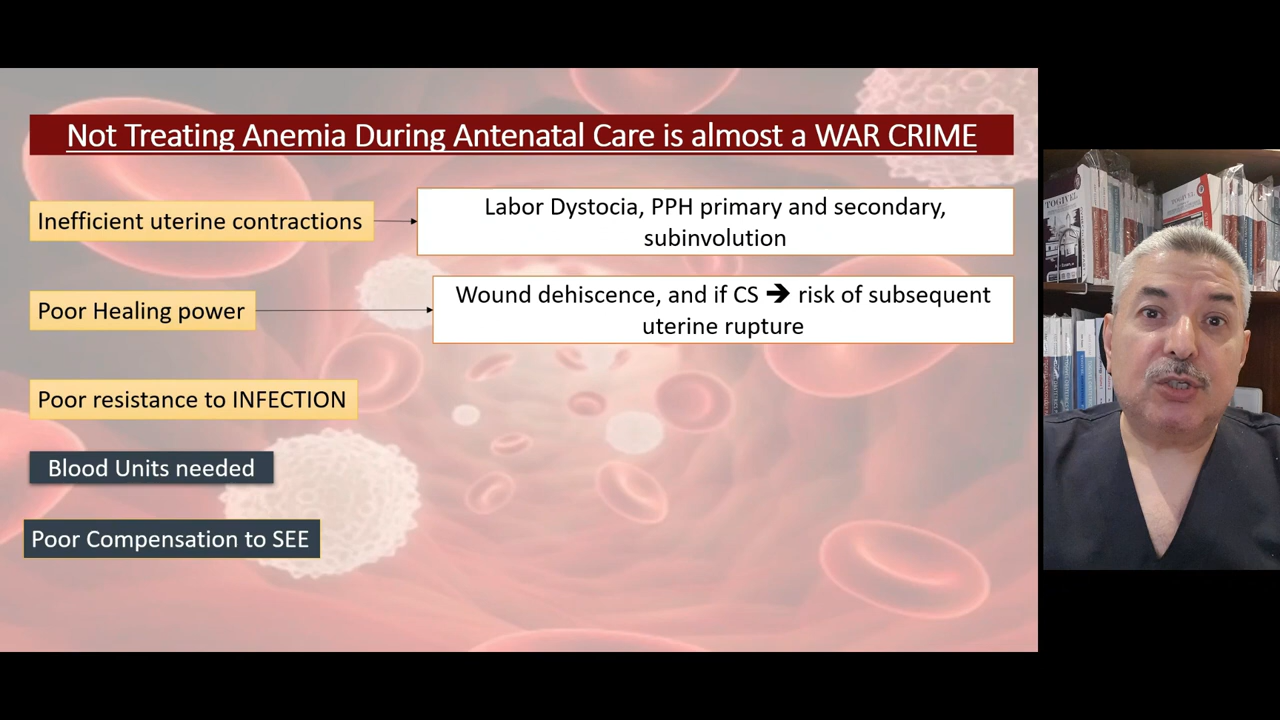 Not Treating Anemia During Antenatal Care is almost a WAR CRIME
Inefficient uterine contractions
Labor Dystocia, PPH primary and secondary,
subinvolution
Poor Healing power
Wound dehiscence, and if CS ➔ risk of subsequent
uterine rupture
Poor resistance to INFECTION
Blood Units needed
Poor Compensation to SEE
TOGIVEL